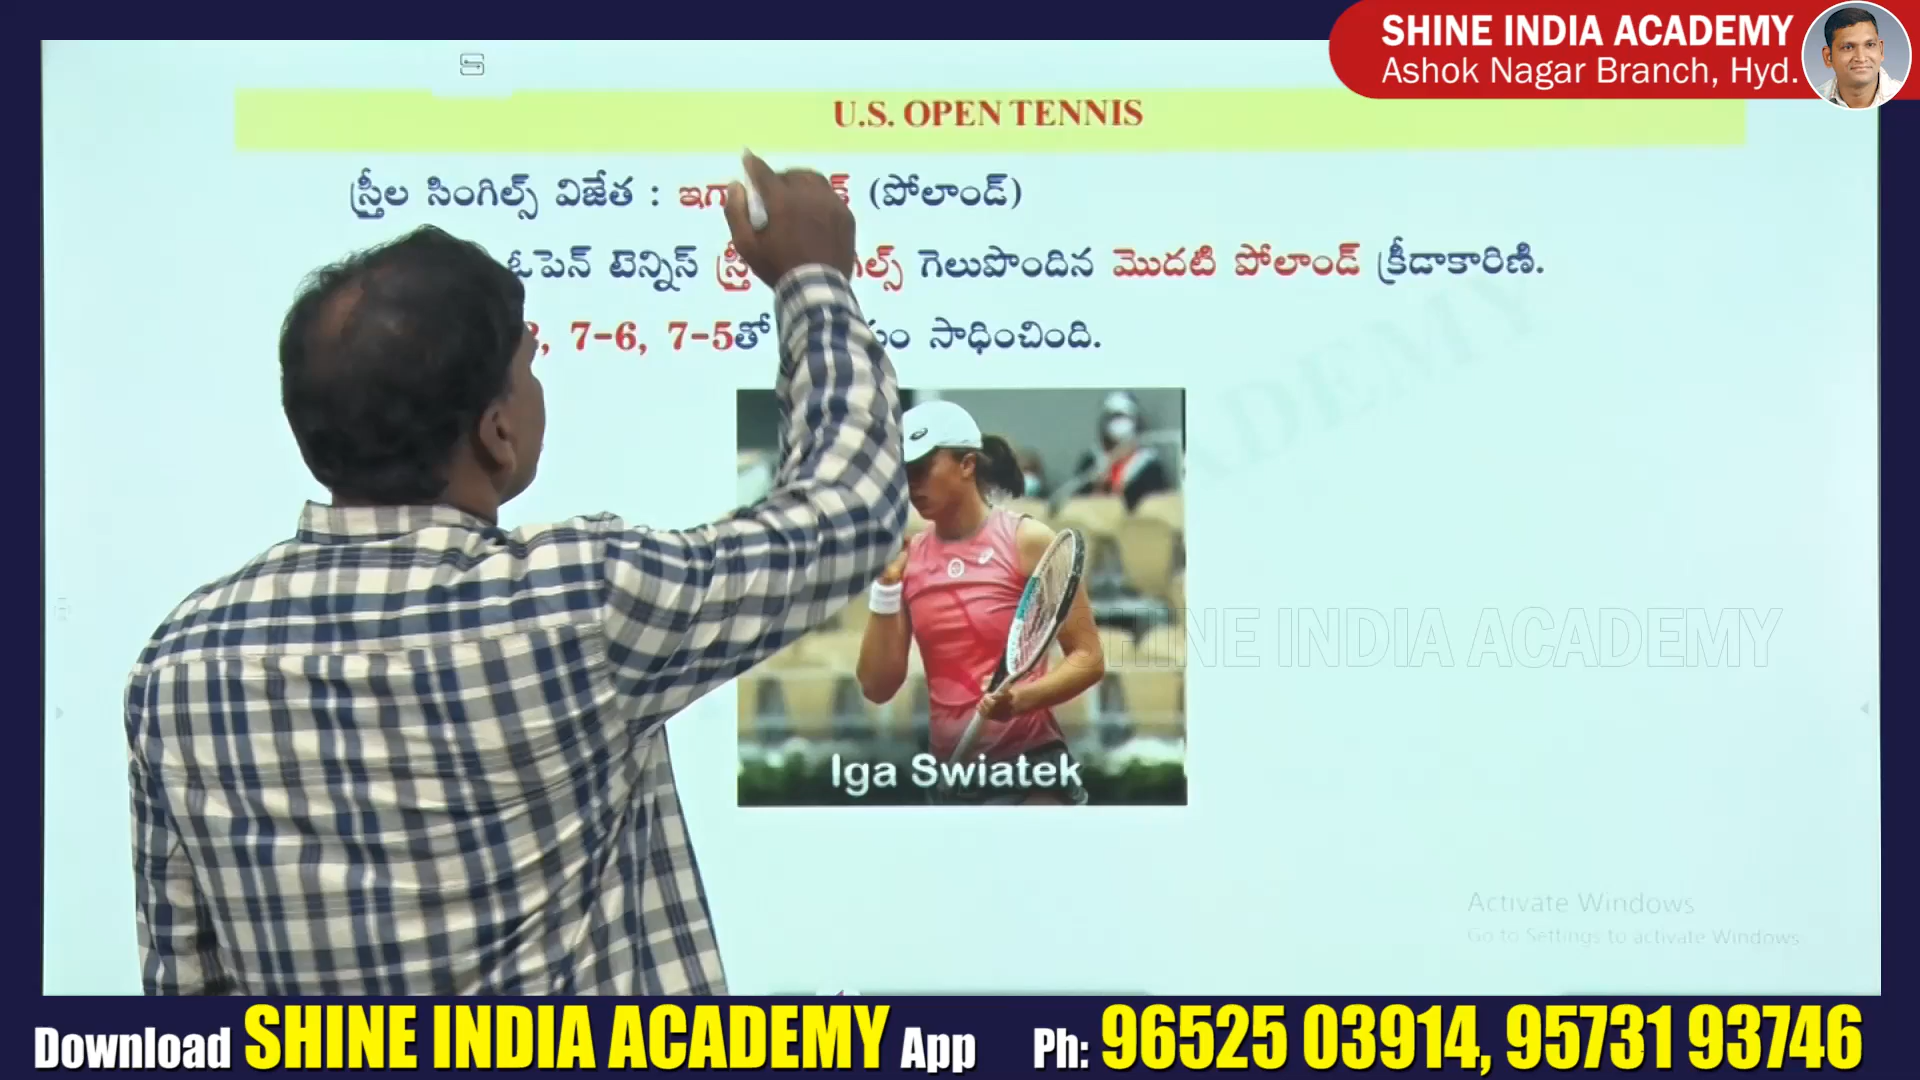 SHINE INDIA ACADEMY
Ashok Nagar Branch, Hyd.
U.S. OPEN TENNIS
స్త్రీల సింగిల్స్ విజేత : (పోలాండ్)
ఓపెన్ టెన్నిస్ గెలుపొందిన మొదటి పోలాండ్ క్రీడాకారిణి.
7-6, 7-5తో సాధించింది.
Iga Swiatek
SHINE INDIA ACADEMY
Activate Windows
Go to Settings to activate Windows
Download SHINE INDIA ACADEMY App Ph: 96525 03914, 95731 93746